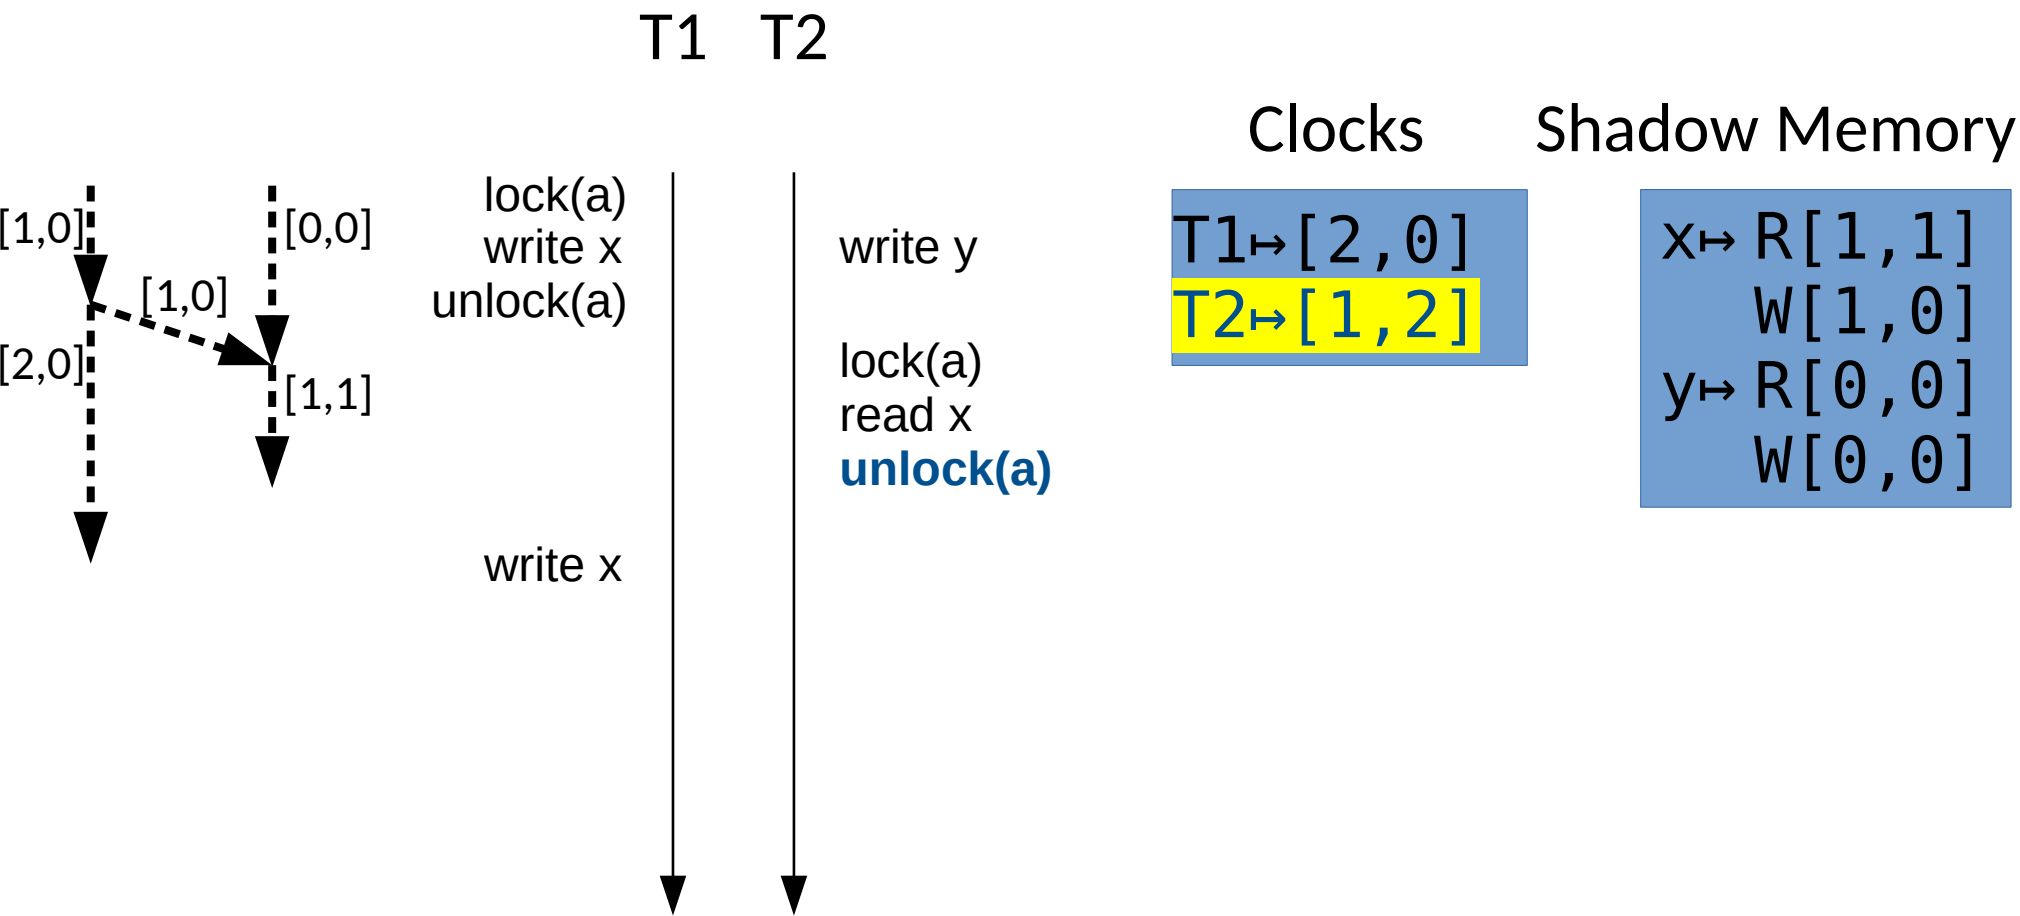 T1 T2
Clocks Shadow Memory
[1,0] [0,0]
[1,0]
[2,0]
[1,1]
lock(a)
write x
unlock(a)
write x
write y
lock(a)
read x
unlock(a)
T1↦[2,0]
T2↦[1,2]
x↦ R[1,1]
W[1,0]
y↦ R[0,0]
W[0,0]